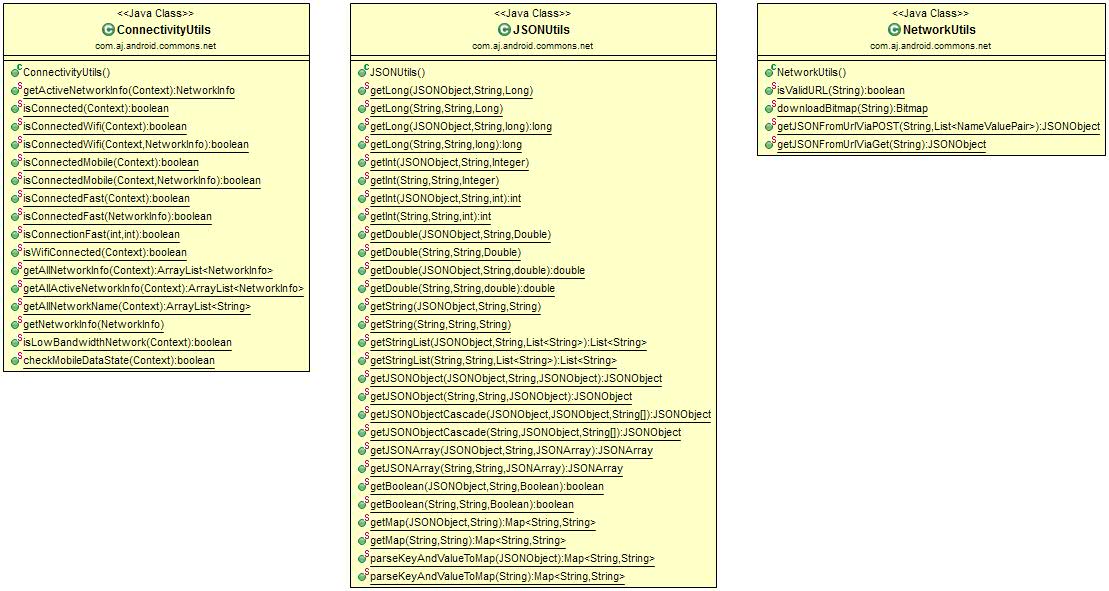 <<Java Class>>
ConnectivityUtils
com.aj.android.commons.net
ConnectivityUtils()
getActiveNetworkInfo(Context):NetworkInfo
isConnected(Context):boolean
isConnectedWifi(Context):boolean
isConnectedWifi(Context,NetworkInfo):boolean
isConnectedMobile(Context):boolean
isConnectedMobile(Context,NetworkInfo):boolean
isConnectedFast(Context):boolean
isConnectedFast(NetworkInfo):boolean
isConnectionFast(int,int):boolean
isWifiConnected(Context):boolean
getAllNetworkInfo(Context):ArrayList<NetworkInfo>
getAllActiveNetworkInfo(Context):ArrayList<NetworkInfo>
getAllNetworkName(Context):ArrayList<String>
getNetworkInfo(NetworkInfo)
isLowBandwidthNetwork(Context):boolean
checkMobileDataState(Context):boolean
<<Java Class>>
JSONUtils
com.aj.android.commons.net
JSONUtils()
getLong(JSONObject,String,Long)
getLong(String,String,Long)
getLong(JSONObject,String,long):long
getLong(String,String,long):long
getInt(JSONObject,String,Integer)
getInt(String,String,Integer)
getInt(JSONObject,String,int):int
getInt(String,String,int):int
getDouble(JSONObject,String,Double)
getDouble(String,String,Double)
getDouble(JSONObject,String,double):double
getDouble(String,String,double):double
getString(JSONObject,String,String)
getString(String,String,String)
getStringList(JSONObject,String,List<String>):List<String>
getStringList(String,String,List<String>):List<String>
getJSONObject(JSONObject,String,JSONObject):JSONObject
getJSONObject(String,String,JSONObject):JSONObject
getJSONObjectCascade(JSONObject,JSONObject,String[]):JSONObject
getJSONObjectCascade(String,JSONObject,String[]):JSONObject
getJSONArray(JSONObject,String,JSONArray):JSONArray
getJSONArray(String,String,JSONArray):JSONArray
getBoolean(JSONObject,String,Boolean):boolean
getBoolean(String,String,Boolean):boolean
getMap(JSONObject,String):Map<String,String>
getMap(String,String):Map<String,String>
parseKeyAndValueToMap(JSONObject):Map<String,String>
parseKeyAndValueToMap(String):Map<String,String>
<<Java Class>>
NetworkUtils
com.aj.android.commons.net
NetworkUtils()
isValidURL(String):boolean
downloadBitmap(String):Bitmap
getJSONFromUrlViaPOST(String,List<NameValuePair>):JSONObject
getJSONFromUrlViaGet(String):JSONObject